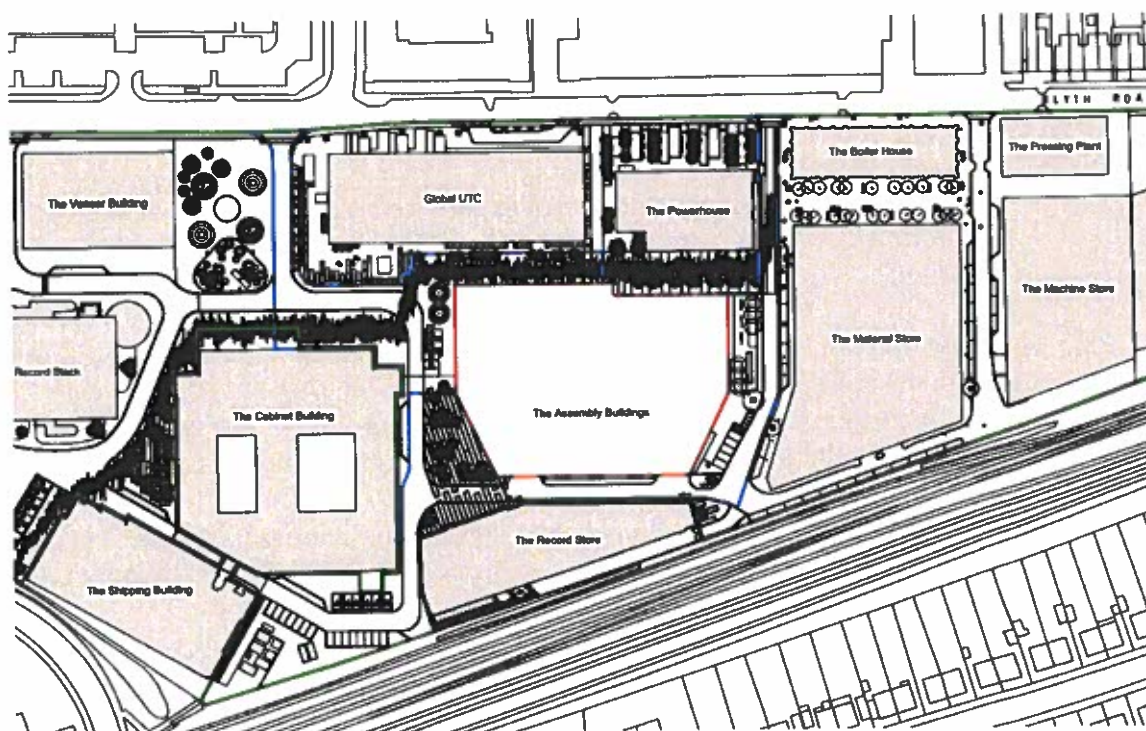 LYTH ROA
The Boiler House
The Pressing Plant
The Veneer Building
Global UTC
The Powerhouse
The Machine Store
The Material Store
Record Stack
The Cabinet Building
The Assembly Buildings
The Record Store
The Shipping Building